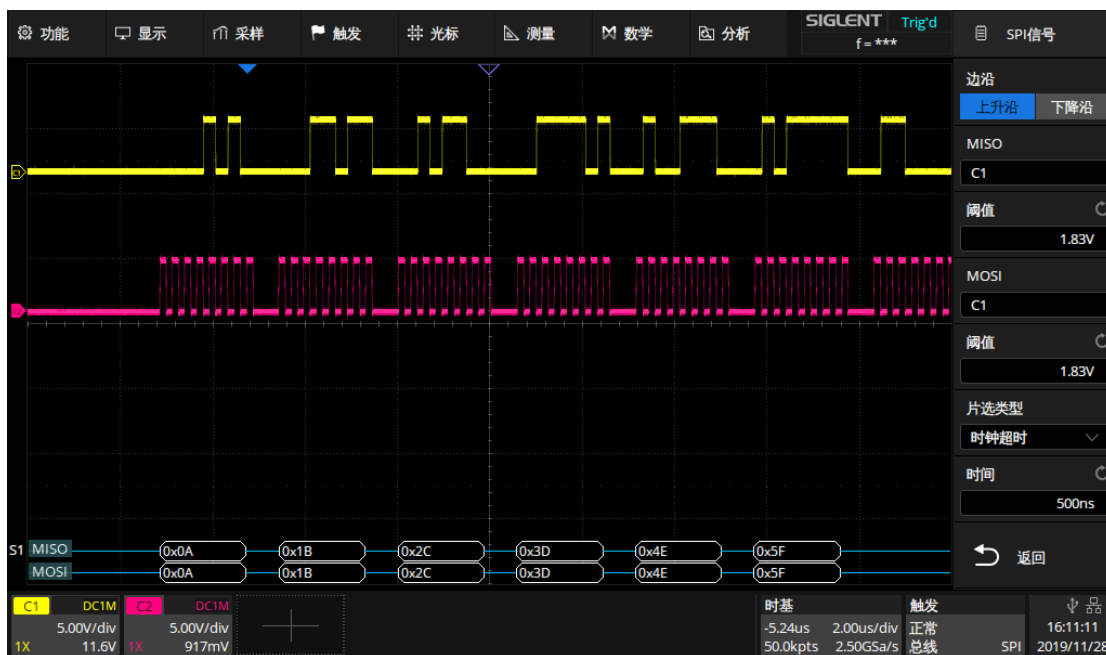 功能 显示 采样 触发 光标 测量 数学 分析 SIGLENT Trig'd
f = ***
SPI信号
边沿
上升沿 下降沿
MISO
C1
阈值
1.83V
MOSI
C1
阈值
1.83V
片选类型
时钟超时
时间
500ns
返回
C1
C2
S1 MISO 0x0A 0x1B 0x2C 0x3D 0x4E 0x5F
MOSI 0x0A 0x1B 0x2C 0x3D 0x4E 0x5F
C1 DC1M C2 DC1M 时基 触发
5.00V/div 5.00V/div -5.24us 2.00us/div 正常 16:11:11
1X 11.6V 1X 917mV 50.0kpts 2.50GSa/s 总线 SPI 2019/11/28